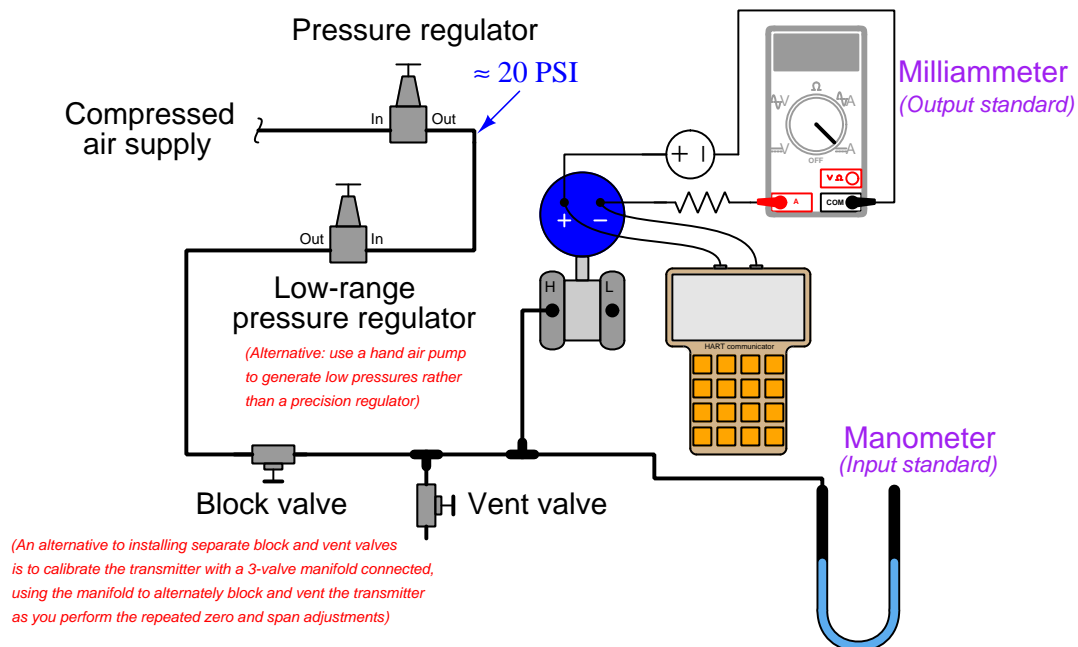 Pressure regulator
≈ 20 PSI
Compressed
air supply
In
Out
Milliammeter
(Output standard)
Ω
V
A
V
A
OFF
V Ω
A
COM
+
+ −
Out
In
Low-range
pressure regulator
(Alternative: use a hand air pump
to generate low pressures rather
than a precision regulator)
H
L
HART communicator
Manometer
(Input standard)
Block valve
Vent valve
(An alternative to installing separate block and vent valves
is to calibrate the transmitter with a 3-valve manifold connected,
using the manifold to alternately block and vent the transmitter
as you perform the repeated zero and span adjustments)